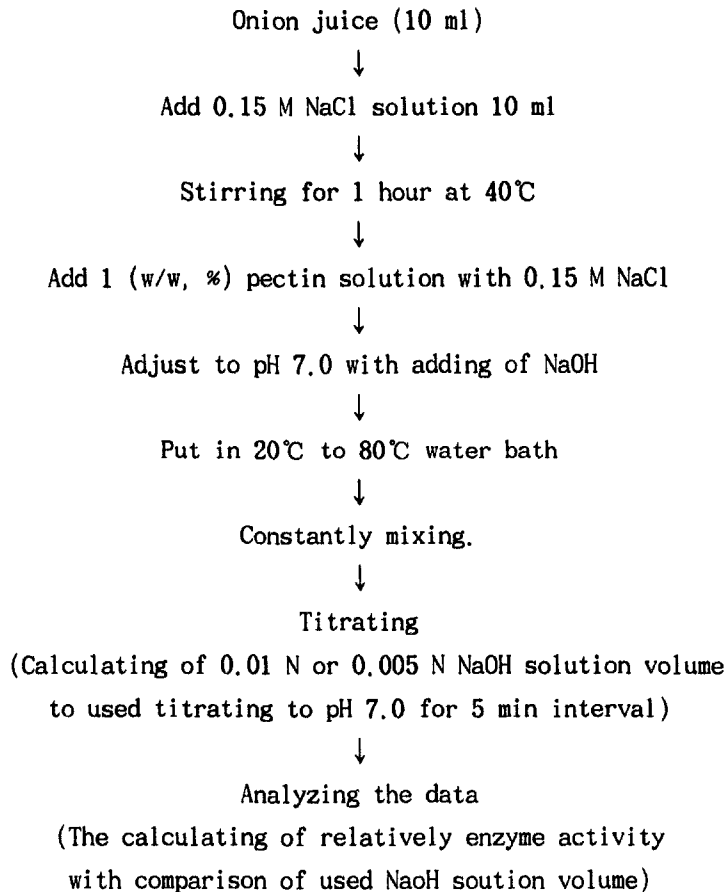 Onion juice (10 ml)
↓
Add 0.15 M NaCl solution 10 ml
↓
Stirring for 1 hour at 40℃
↓
Add 1 (w/w, %) pectin solution with 0.15 M NaCl
↓
Adjust to pH 7.0 with adding of NaOH
↓
Put in 20℃ to 80℃ water bath
↓
Constantly mixing.
↓
Titrating
(Calculating of 0.01 N or 0.005 N NaOH solution volume
to used titrating to pH 7.0 for 5 min interval)
↓
Analyzing the data
(The calculating of relatively enzyme activity
with comparison of used NaoH soution volume)